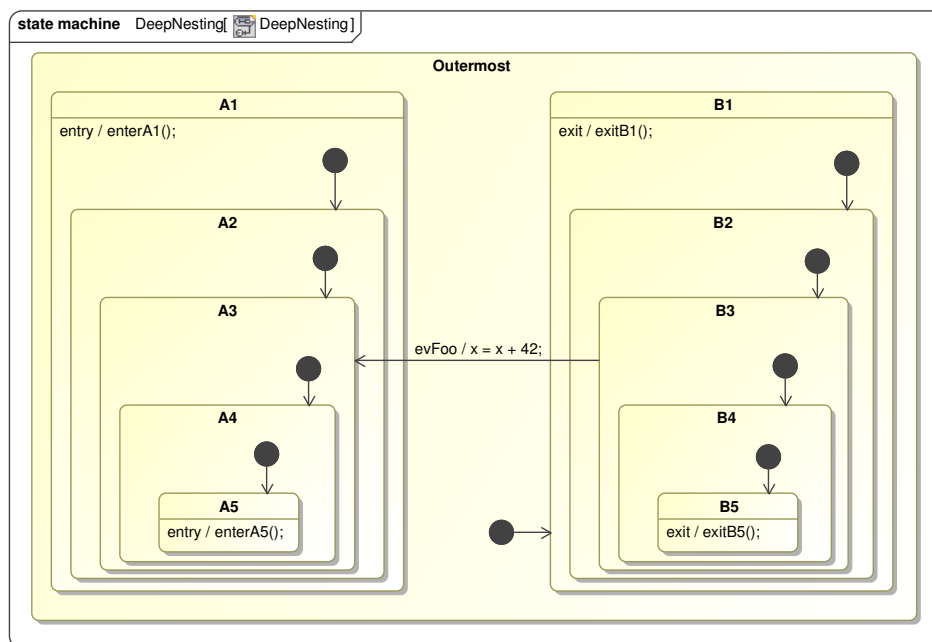 state machine DeepNesting[ DeepNesting]
Outermost
A1
entry / enterA1();
B1
exit / exitB1();
A2
B2
A3
B3
evFoo / x = x + 42;
A4
B4
A5
entry / enterA5();
B5
exit / exitB5();